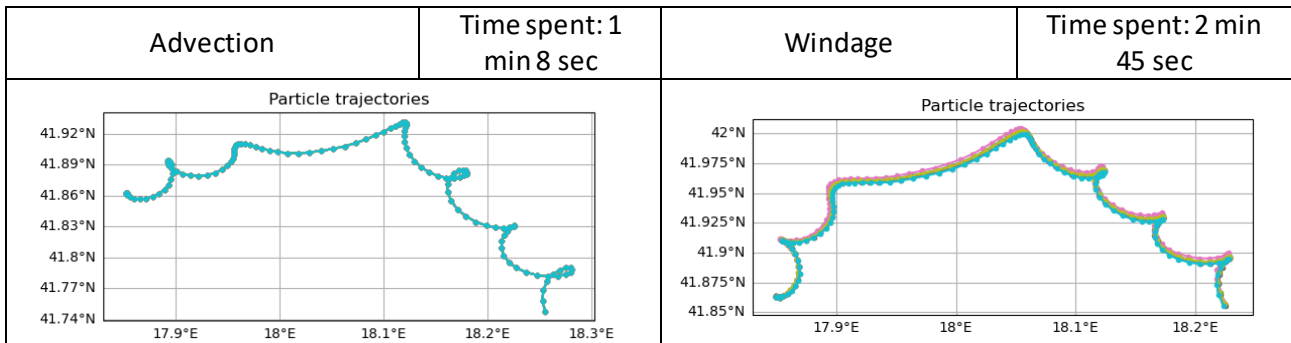 Advection
Time spent: 1
min 8 sec
Windage
Time spent: 2 min
45 sec
Particle trajectories
41.92°N
41.89°N
41.86°N
41.83°N
41.8°N
41.77°N
41.74°N
17.9°E
18°E
18.1°E
18.2°E
18.3°E
Particle trajectories
42°N
41.975°N
41.95°N
41.925°N
41.9°N
41.875°N
41.85°N
17.9°E
18°E
18.1°E
18.2°E